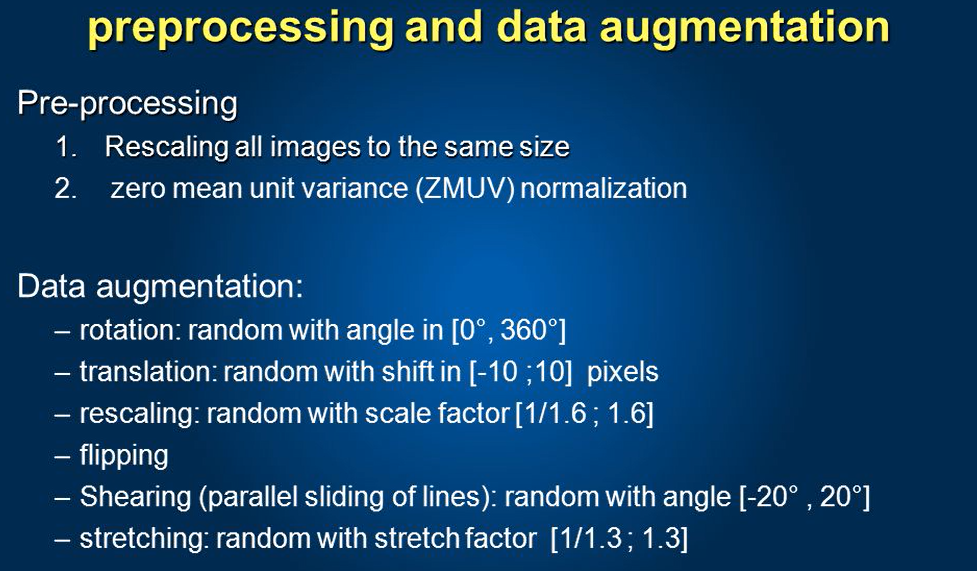 preprocessing and data augmentation
Pre-processing
1. Rescaling all images to the same size
2. zero mean unit variance (ZMUV) normalization
Data augmentation:
– rotation: random with angle in [0°, 360°]
– translation: random with shift in [-10 ;10] pixels
– rescaling: random with scale factor [1/1.6 ; 1.6]
– flipping
– Shearing (parallel sliding of lines): random with angle [-20° , 20°]
– stretching: random with stretch factor [1/1.3 ; 1.3]